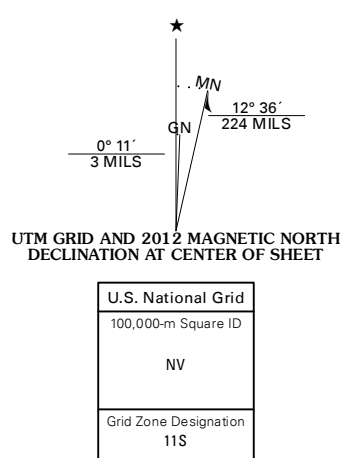 ★
MN
12° 36´
224 MILS
GN
0° 11´
3 MILS
UTM GRID AND 2012 MAGNETIC NORTH
DECLINATION AT CENTER OF SHEET
U.S. National Grid
100,000-m Square ID
NV
Grid Zone Designation
11S